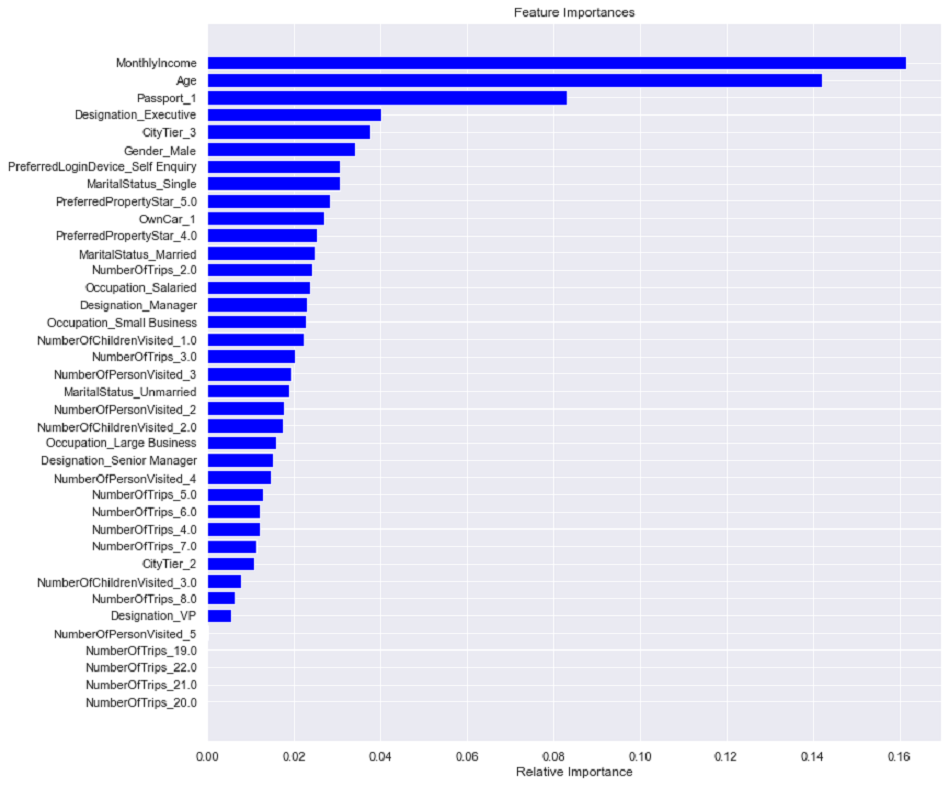 Feature Importances
MonthlyIncome
Age
Passport_1
Designation_Executive
CityTier_3
Gender_Male
PreferredLoginDevice_Self Enquiry
MaritalStatus_Single
PreferredPropertyStar_5.0
OwnCar_1
PreferredPropertyStar_4.0
MaritalStatus_Married
NumberOfTrips_2.0
Occupation_Salaried
Designation_Manager
Occupation_Small Business
NumberOfChildrenVisited_1.0
NumberOfTrips_3.0
NumberOfPersonVisited_3
MaritalStatus_Unmarried
NumberOfPersonVisited_2
NumberOfChildrenVisited_2.0
Occupation_Large Business
Designation_Senior Manager
NumberOfPersonVisited_4
NumberOfTrips_5.0
NumberOfTrips_6.0
NumberOfTrips_4.0
NumberOfTrips_7.0
CityTier_2
NumberOfChildrenVisited_3.0
NumberOfTrips_8.0
Designation_VP
NumberOfPersonVisited_5
NumberOfTrips_19.0
NumberOfTrips_22.0
NumberOfTrips_21.0
NumberOfTrips_20.0
0.00 0.02 0.04 0.06 0.08 0.10 0.12 0.14 0.16
Relative Importance